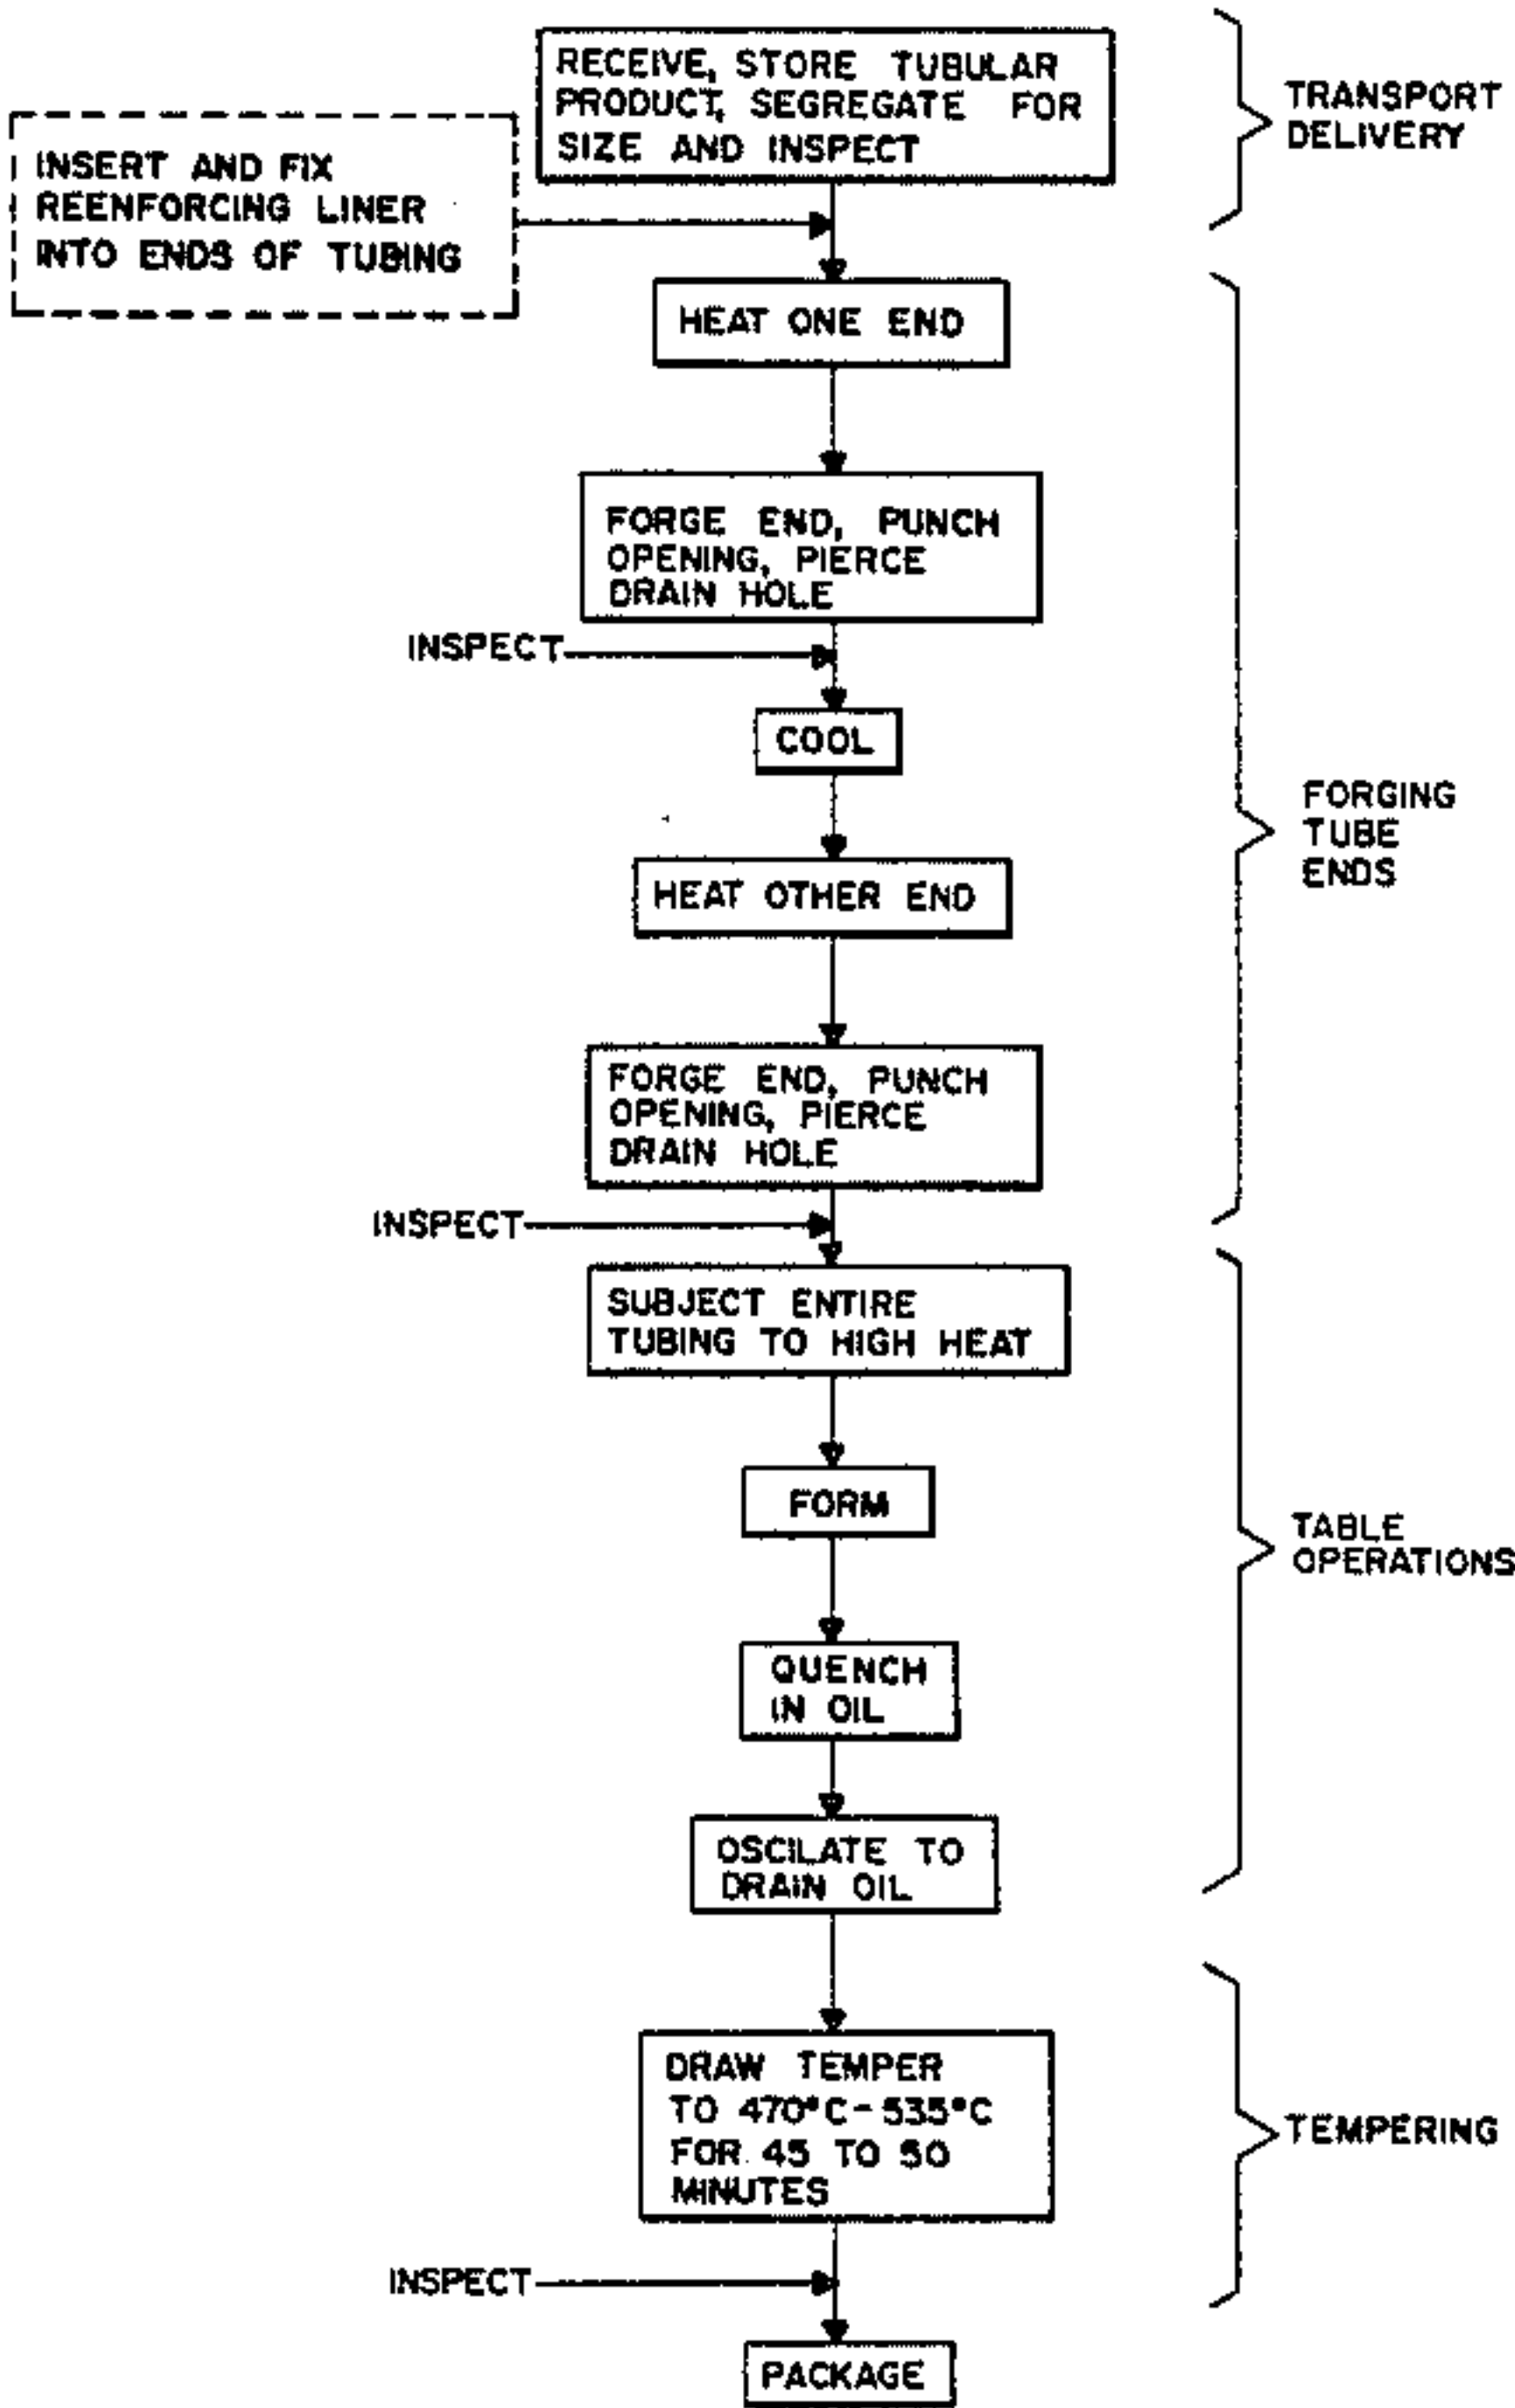 RECEIVE, STORE TUBULAR
PRODUCT, SEGREGATE FOR
SIZE AND INSPECT
TRANSPORT
DELIVERY
INSERT AND FIX
REENFORCING LINER
INTO ENDS OF TUBING
HEAT ONE END
FORGE END, PUNCH
OPENING, PIERCE
DRAIN HOLE
INSPECT
COOL
FORGING
TUBE
ENDS
HEAT OTHER END
FORGE END, PUNCH
OPENING, PIERCE
DRAIN HOLE
INSPECT
SUBJECT ENTIRE
TUBING TO HIGH HEAT
FORM
TABLE
OPERATIONS
QUENCH
IN OIL
OSCILATE TO
DRAIN OIL
DRAW TEMPER
TO 470°C-535°C
FOR 45 TO 50
MINUTES
TEMPERING
INSPECT
PACKAGE